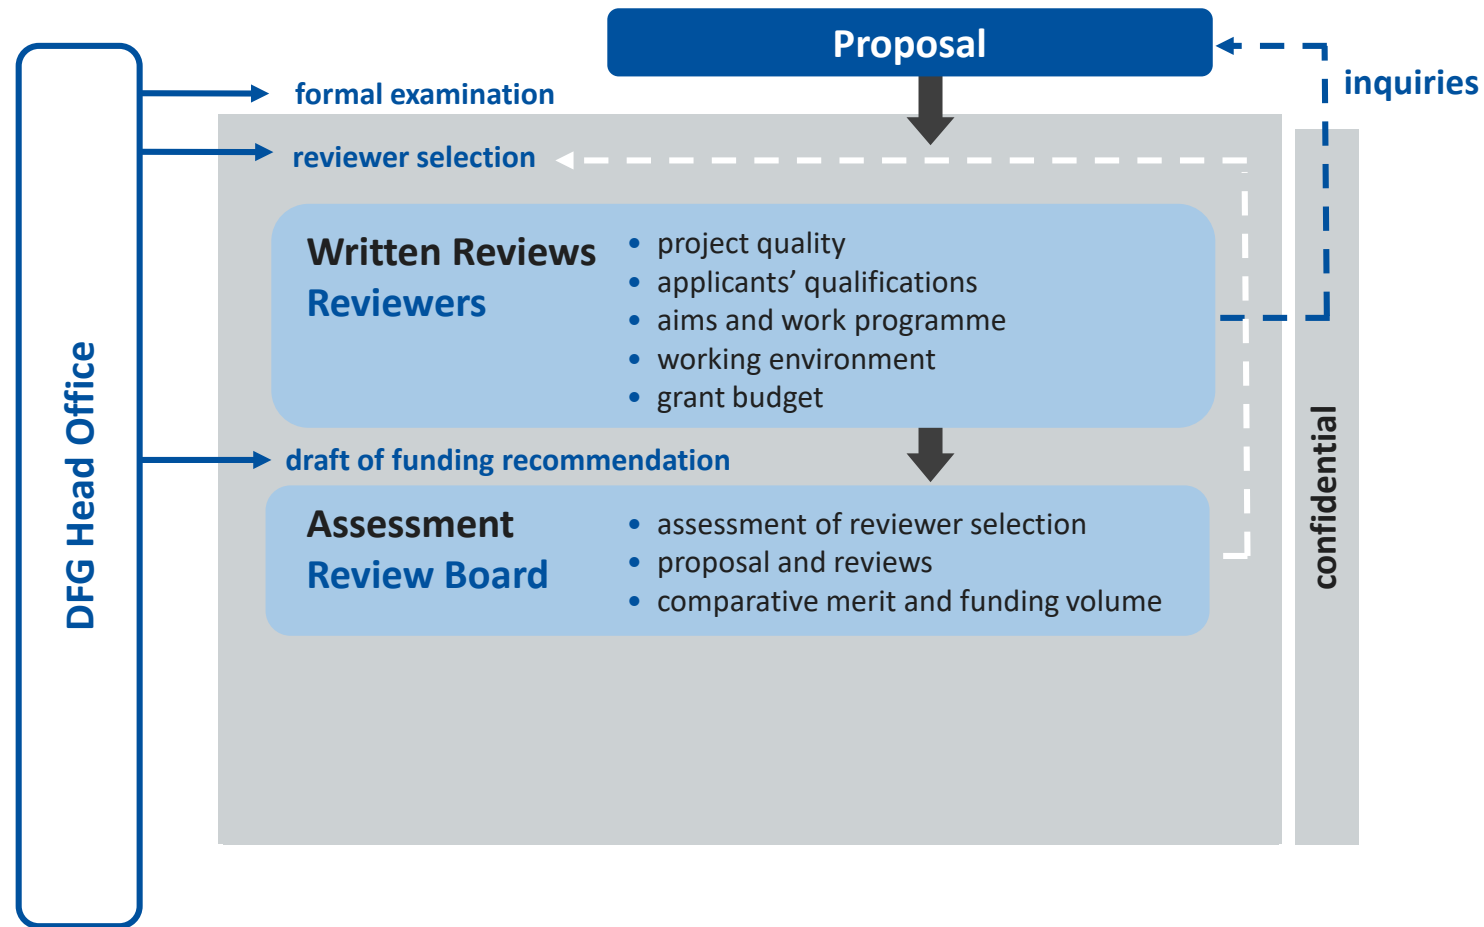 Proposal
inquiries
formal examination
reviewer selection
Written Reviews
Reviewers
• project quality
• applicants’ qualifications
• aims and work programme
• working environment
• grant budget
DFG Head Office
draft of funding recommendation
Assessment
Review Board
• assessment of reviewer selection
• proposal and reviews
• comparative merit and funding volume
confidential